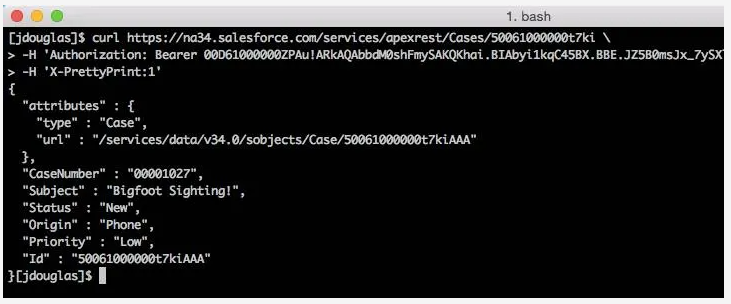 1. bash
[jdouglas]$ curl https://na34.salesforce.com/services/apexrest/Cases/50061000000t7ki \
> -H 'Authorization: Bearer 00D61000000ZPAu!ARkAQAbbdM0shFmySAKQKhai.BIAbyi1kqC45BX.BBE.JZ5B0msJx_7ySXT
> -H 'X-PrettyPrint:1'
{
"attributes" : {
"type" : "Case",
"url" : "/services/data/v34.0/sobjects/Case/50061000000t7kiAAA"
},
"CaseNumber" : "00001027",
"Subject" : "Bigfoot Sighting!",
"Status" : "New",
"Origin" : "Phone",
"Priority" : "Low",
"Id" : "50061000000t7kiAAA"
}[jdouglas]$